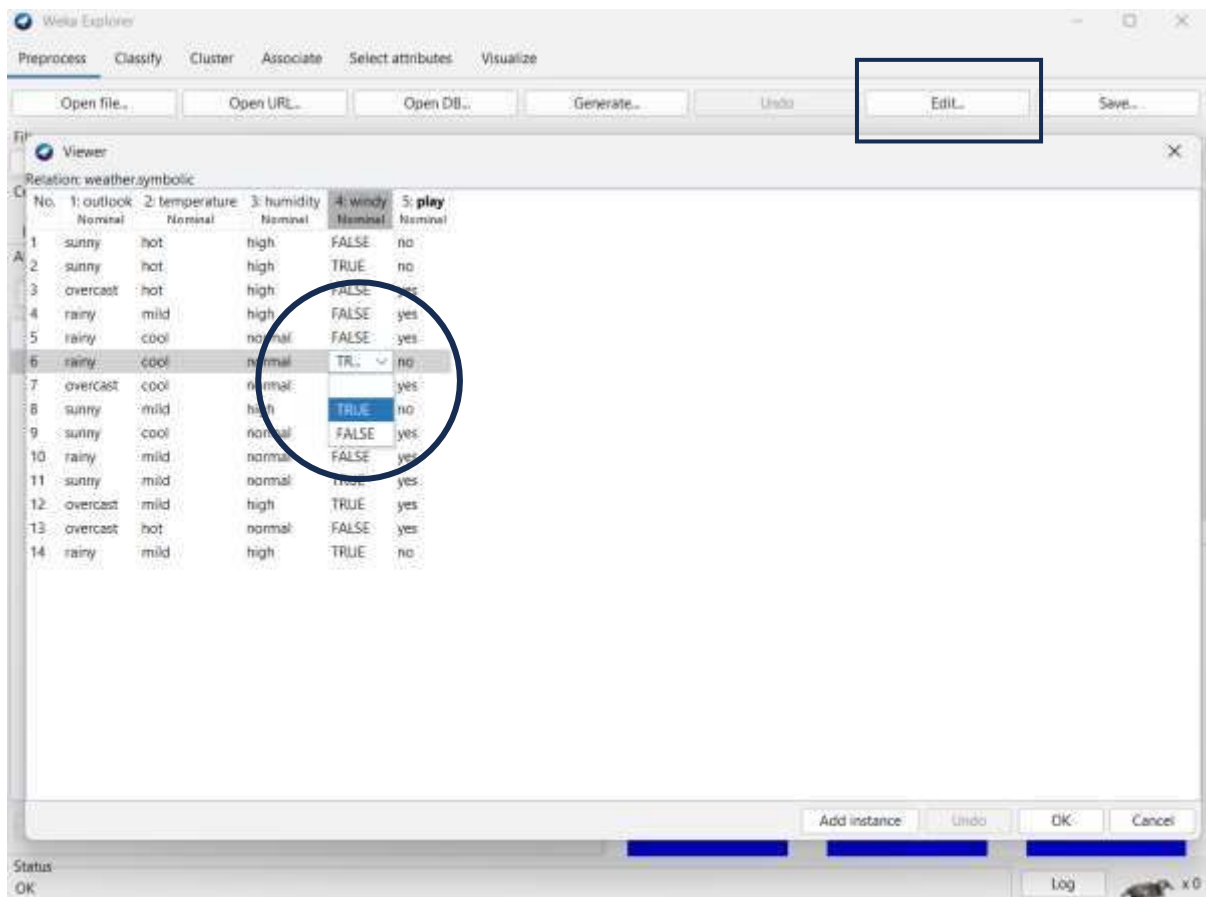 Weka Explorer
Preprocess Classify Cluster Associate Select attributes Visualize
Open file... Open URL... Open DB... Generate... Undo Edit... Save...
Viewer
Relation: weather.symbolic
No. 1: outlook 2: temperature 3: humidity 4: windy 5: play
Nominal Nominal Nominal Nominal Nominal
1 sunny hot high FALSE no
2 sunny hot high TRUE no
3 overcast hot high FALSE yes
4 rainy mild high FALSE yes
5 rainy cool normal FALSE yes
6 rainy cool normal TR... no
7 overcast cool normal yes
8 sunny mild high TRUE no
9 sunny cool normal FALSE yes
10 rainy mild normal FALSE yes
11 sunny mild normal TRUE yes
12 overcast mild high TRUE yes
13 overcast hot normal FALSE yes
14 rainy mild high TRUE no
Add instance Undo OK Cancel
Status
OK Log x 0